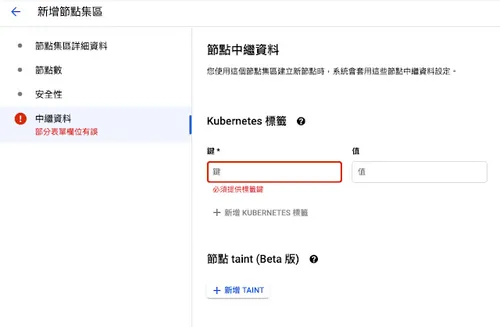 新增節點集區
節點集區詳細資料
節點數
安全性
中繼資料
部分表單欄位有誤
節點中繼資料
您使用這個節點集區建立新節點時，系統會套用這些節點中繼資料設定。
Kubernetes 標籤
鍵 * 值
鍵 值
必須提供標籤鍵
+ 新增 KUBERNETES 標籤
節點 taint (Beta 版)
+ 新增 TAINT